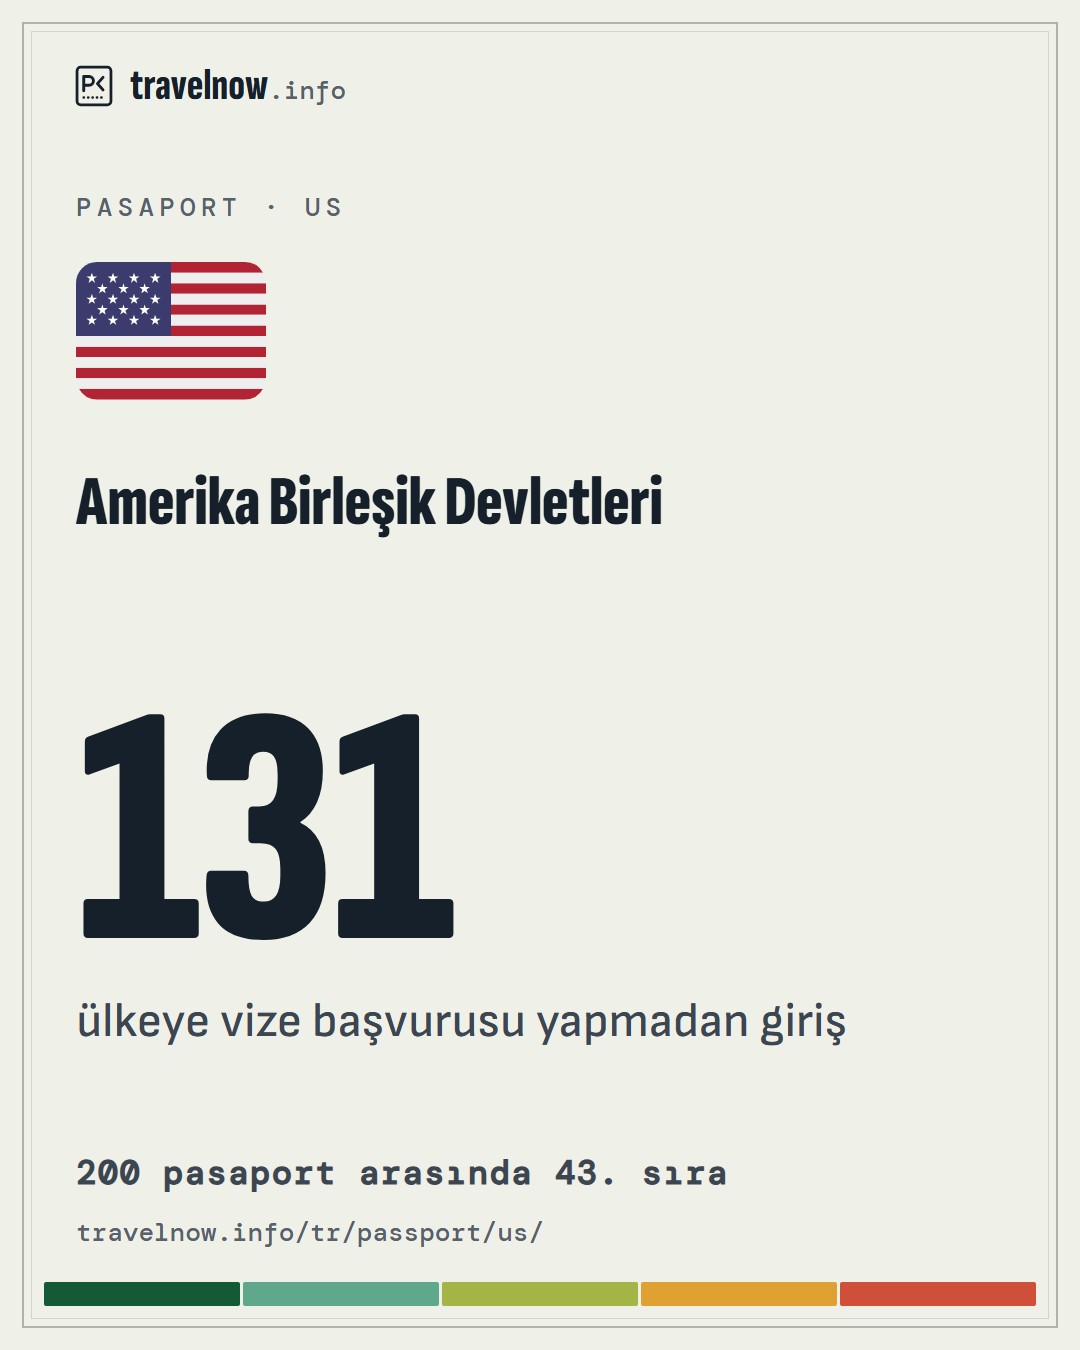 travelnow.info
PASAPORT · US
Amerika Birleşik Devletleri
131
ülkeye vize başvurusu yapmadan giriş
200 pasaport arasında 43. sıra
travelnow.info/tr/passport/us/